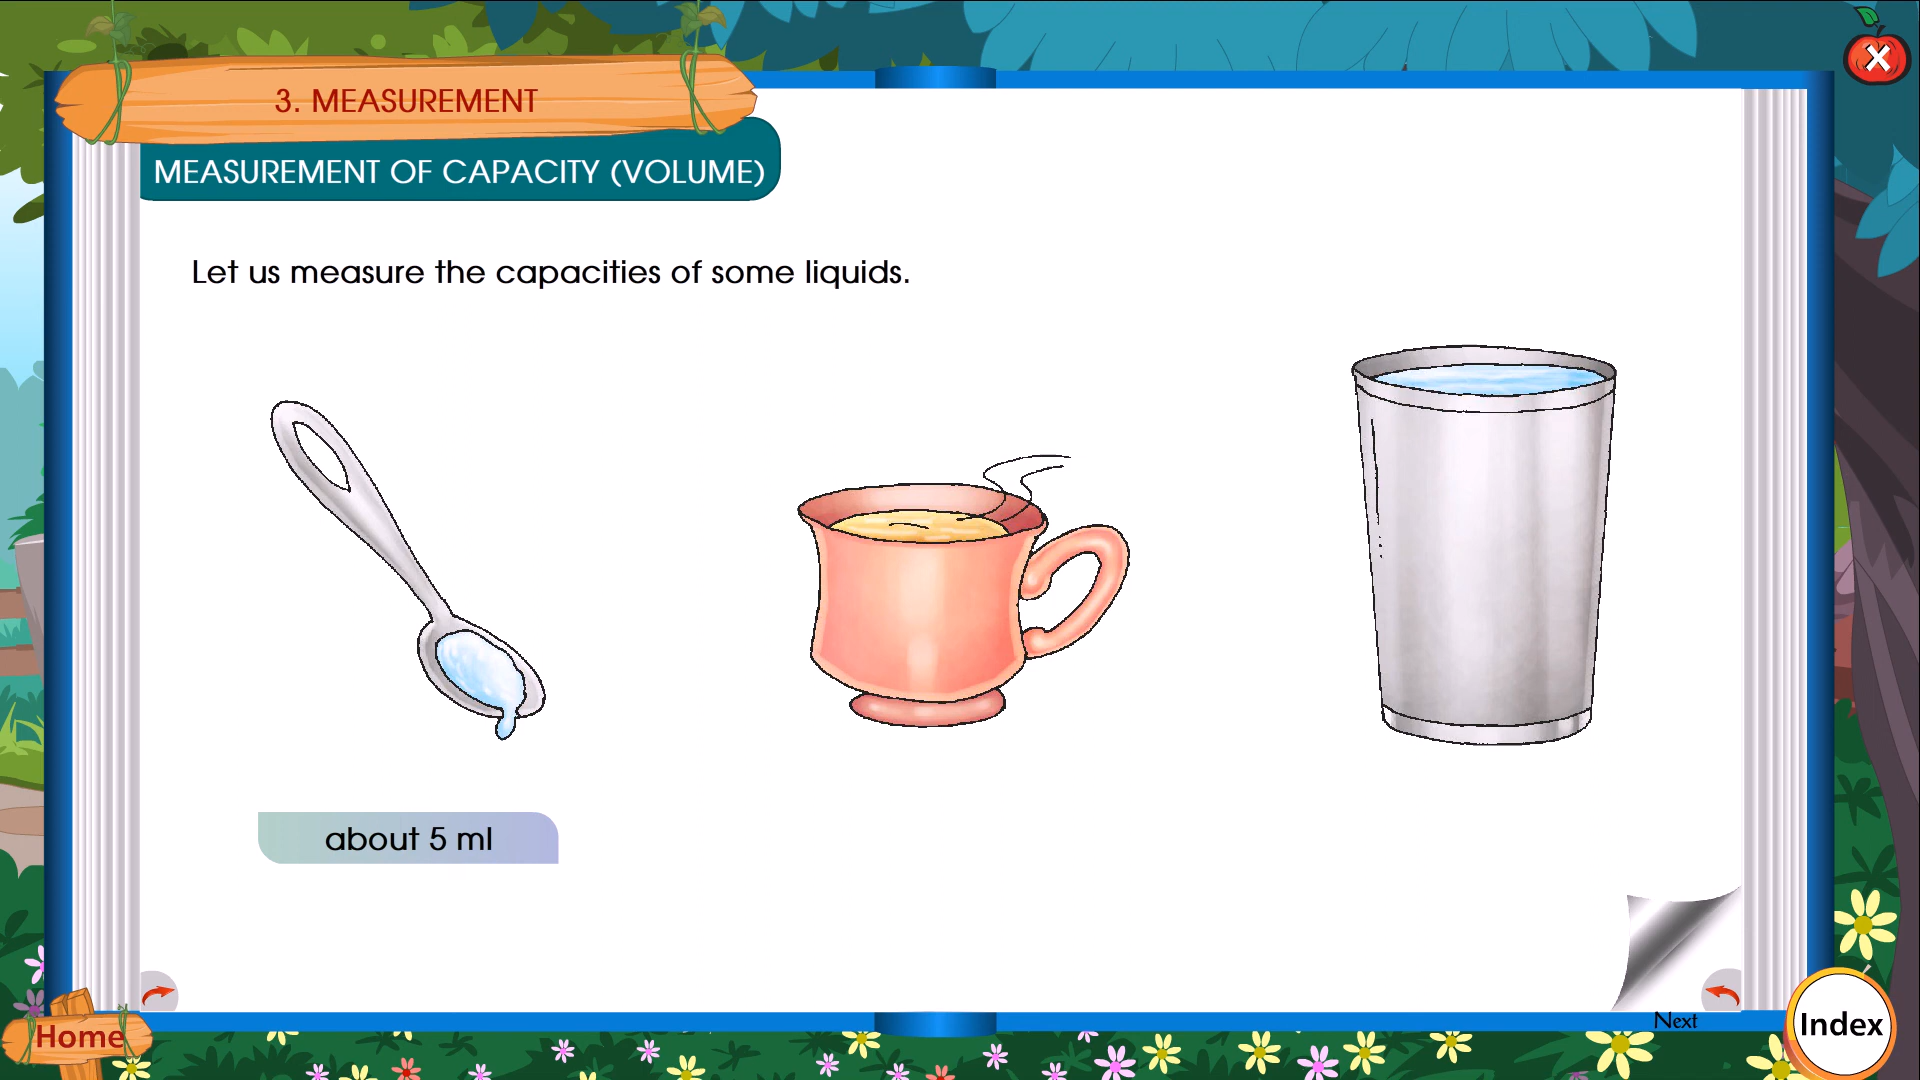 3. MEASUREMENT
MEASUREMENT OF CAPACITY (VOLUME)
Let us measure the capacities of some liquids.
about 5 ml
Next
Home
Index